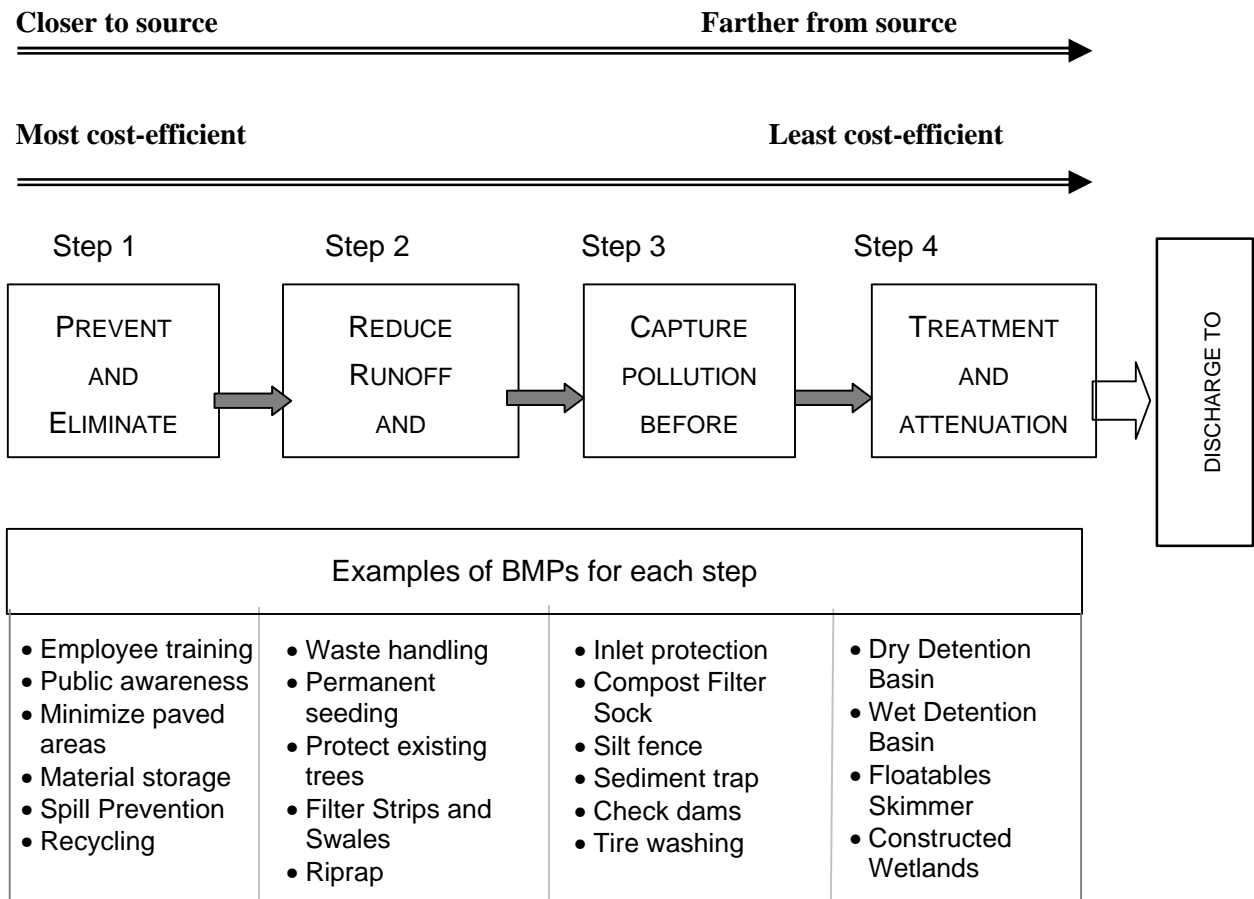 Closer to source Farther from source
Most cost-efficient Least cost-efficient
Step 1 Step 2 Step 3 Step 4
PREVENT
AND
ELIMINATE
REDUCE
RUNOFF
AND
CAPTURE
POLLUTION
BEFORE
TREATMENT
AND
ATTENUATION
DISCHARGE TO
Examples of BMPs for each step
• Employee training
• Public awareness
• Minimize paved
areas
• Material storage
• Spill Prevention
• Recycling
• Waste handling
• Permanent
seeding
• Protect existing
trees
• Filter Strips and
Swales
• Riprap
• Inlet protection
• Compost Filter
Sock
• Silt fence
• Sediment trap
• Check dams
• Tire washing
• Dry Detention
Basin
• Wet Detention
Basin
• Floatables
Skimmer
• Constructed
Wetlands